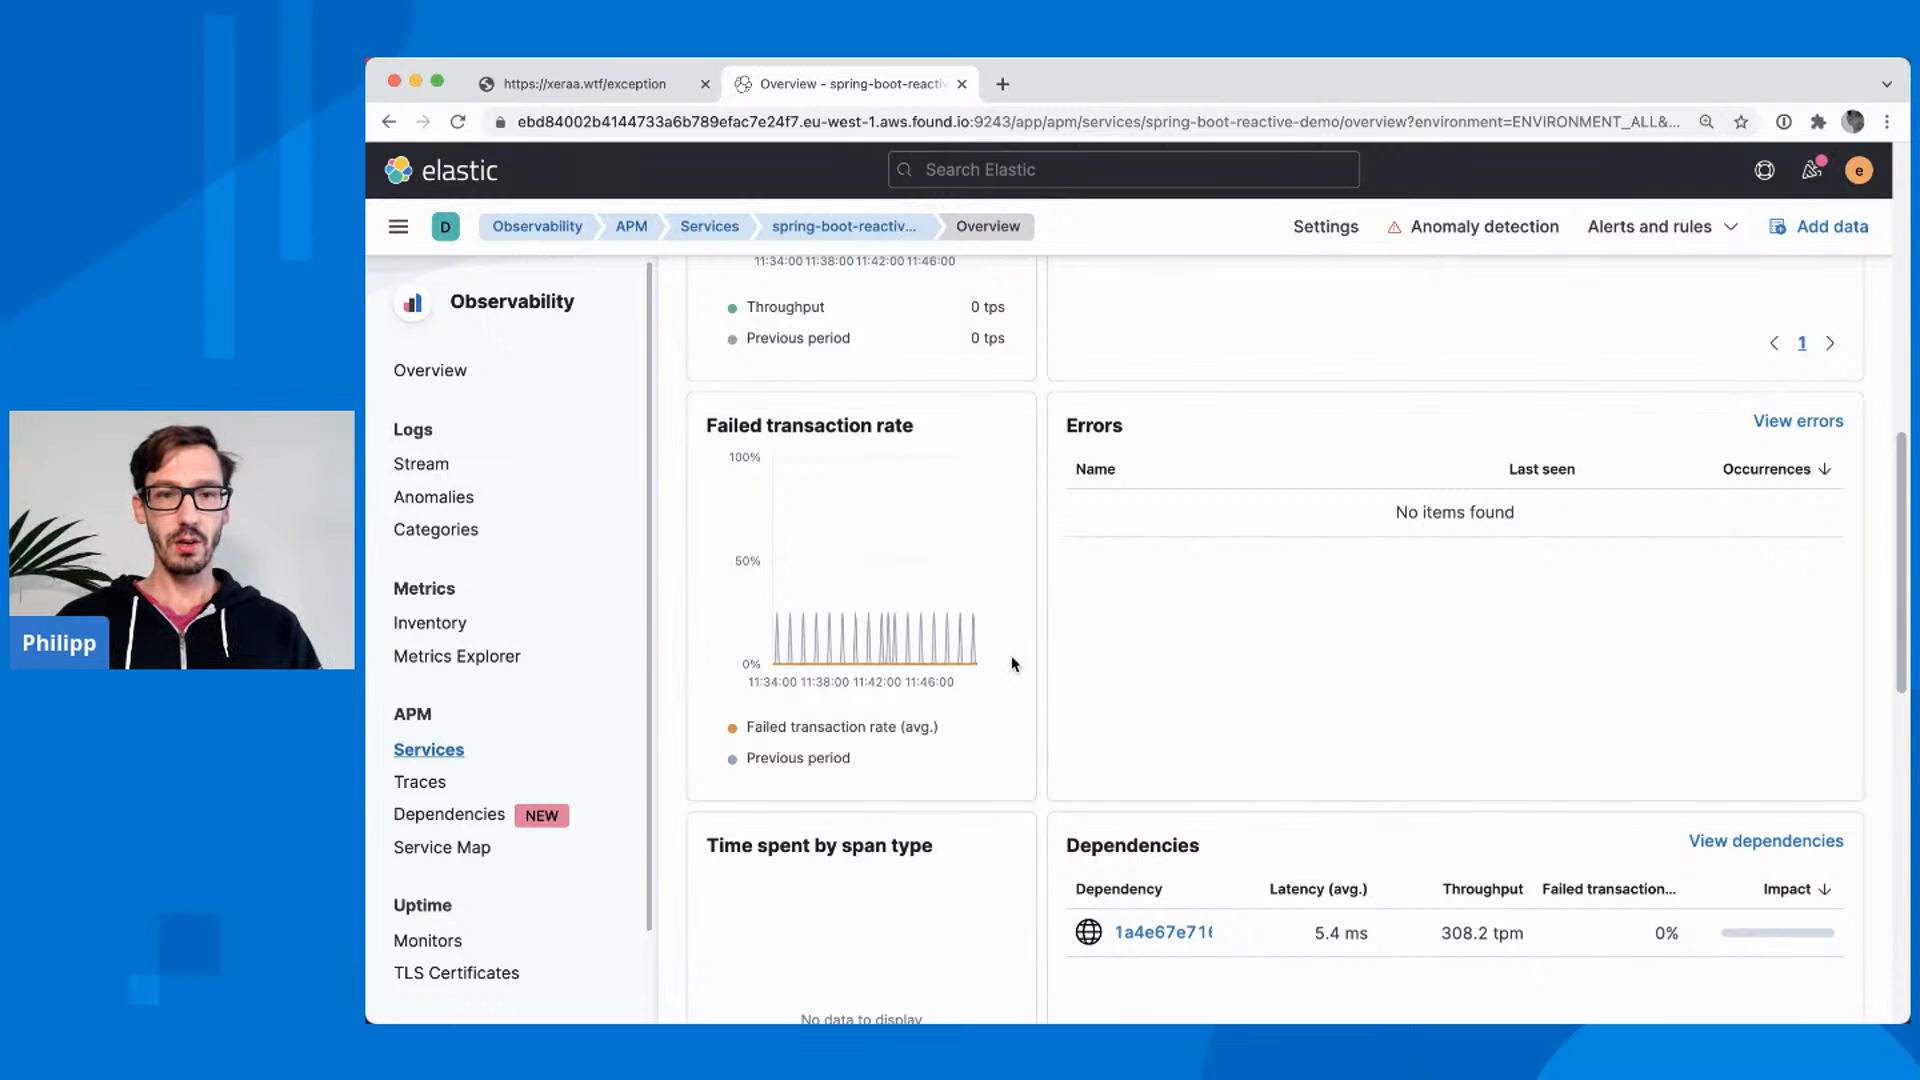 https://xeraa.wtf/exception
Overview - spring-boot-reacti
ebd84002b4144733a6b789efac7e24f7.eu-west-1.aws.found.io:9243/app/apm/services/spring-boot-reactive-demo/overview?environment=ENVIRONMENT_ALL&...
elastic
Search Elastic
e
D
Observability
APM
Services
spring-boot-reactiv...
Overview
Settings
Anomaly detection
Alerts and rules
Add data
Observability
Overview
Logs
Stream
Anomalies
Categories
Metrics
Inventory
Metrics Explorer
APM
Services
Traces
Dependencies NEW
Service Map
Uptime
Monitors
TLS Certificates
11:34:00 11:38:00 11:42:00 11:46:00
Throughput 0 tps
Previous period 0 tps
1
Failed transaction rate
100%
50%
0%
11:34:00 11:38:00 11:42:00 11:46:00
Failed transaction rate (avg.)
Previous period
Errors
View errors
Name Last seen Occurrences
No items found
Time spent by span type
No data to display
Dependencies
View dependencies
Dependency Latency (avg.) Throughput Failed transaction... Impact
1a4e67e716 5.4 ms 308.2 tpm 0%
Philipp